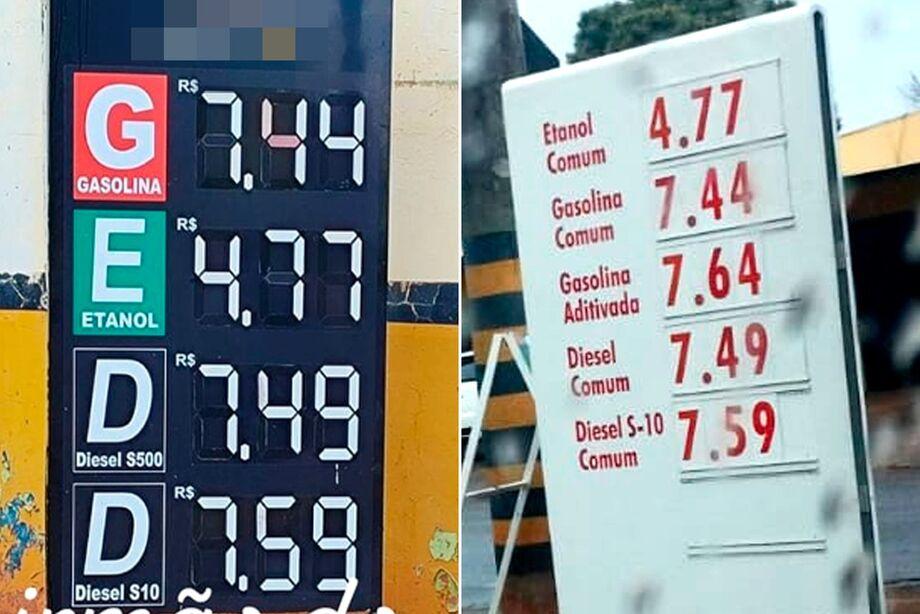 G R$ 7.44
GASOLINA
E R$ 4.77
ETANOL
D R$ 7.49
Diesel S500
D R$ 7.59
Diesel S10
Etanol
Comum
4.77
Gasolina
Comum
7.44
Gasolina
Aditivada
7.64
Diesel
Comum
7.49
Diesel S-10
Comum
7.59